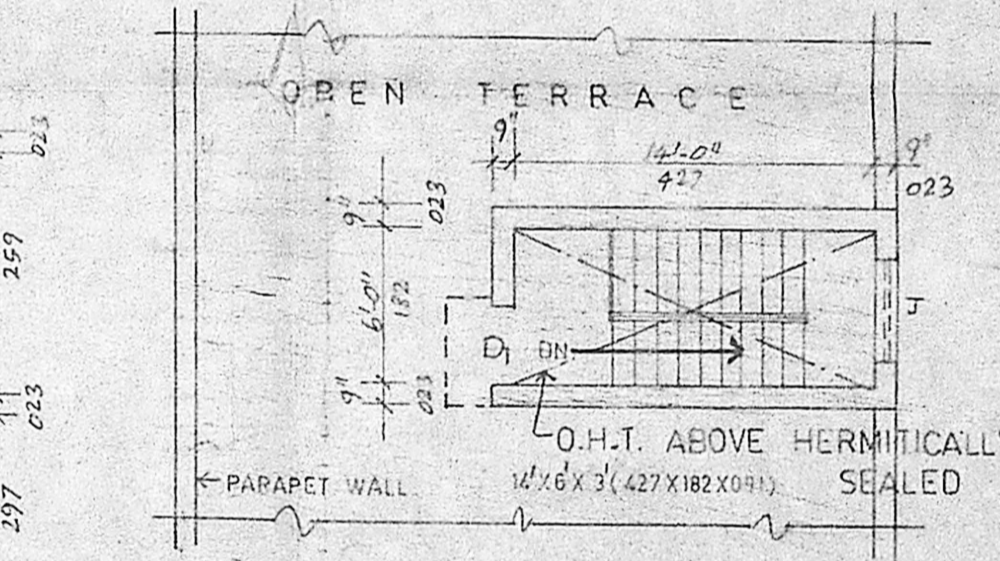 OPEN TERRACE
9"
14'-0"
427
9"
023
023
9"
023
259
6'-0"
182
J
D1 DN
9"
023
023
O.H.T. ABOVE HERMITICALLY
SEALED
14'X6'X3'(427X182X091)
PARAPET WALL
297